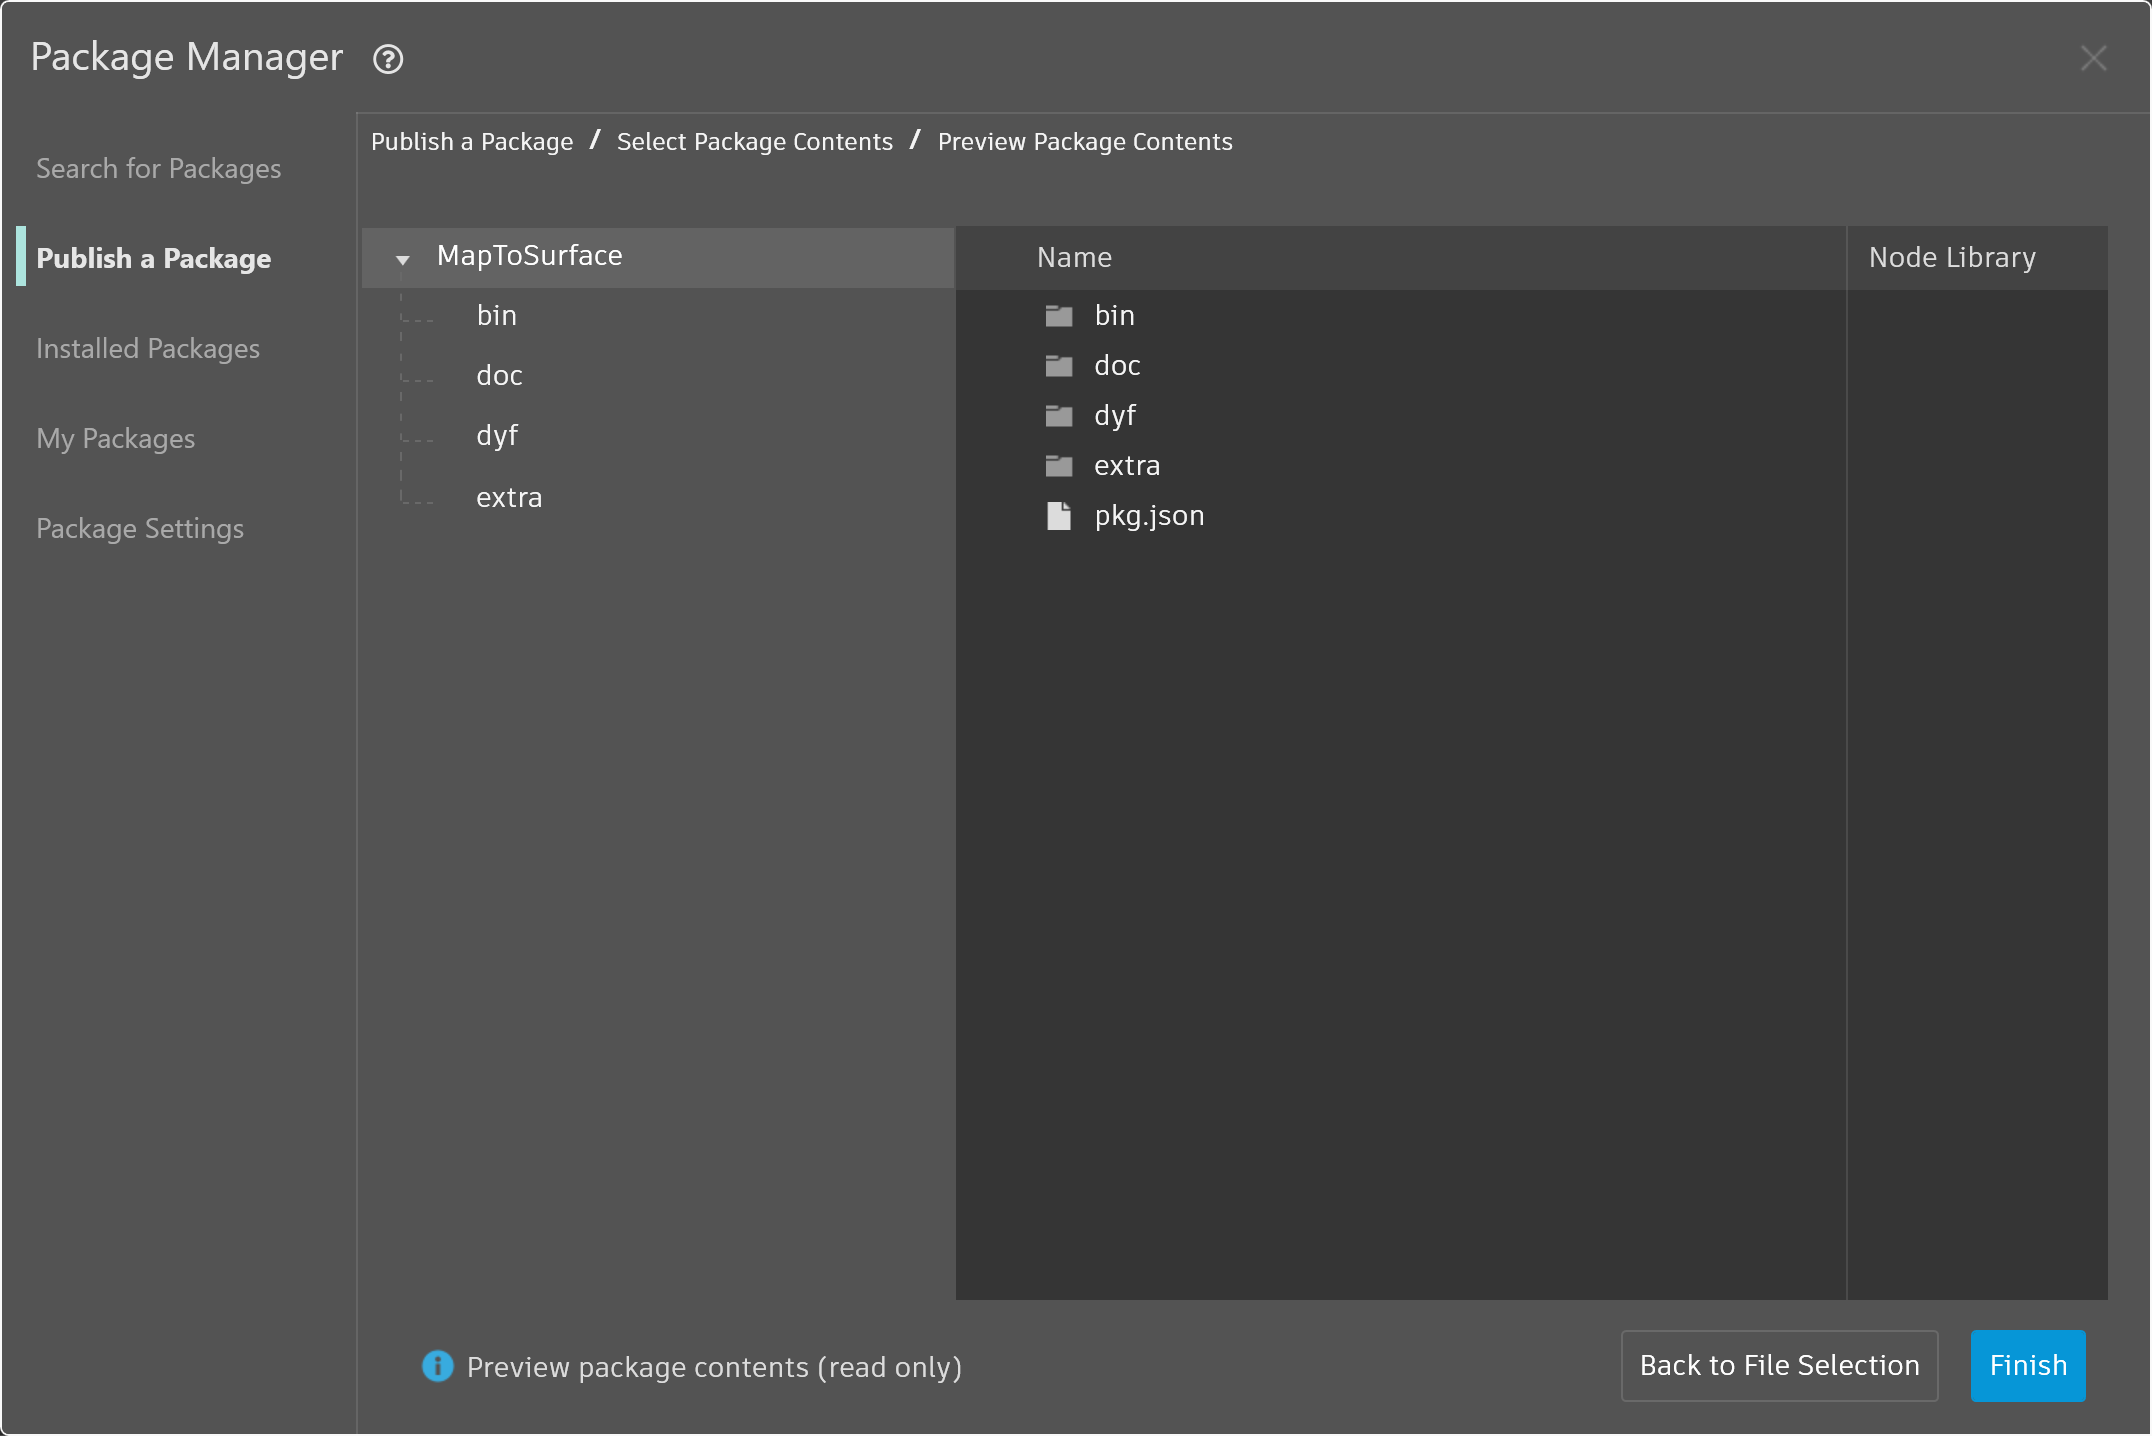 Package Manager
Search for Packages
Publish a Package
Installed Packages
My Packages
Package Settings
Publish a Package / Select Package Contents / Preview Package Contents
MapToSurface
bin
doc
dyf
extra
Name
Node Library
bin
doc
dyf
extra
pkg.json
Preview package contents (read only)
Back to File Selection
Finish